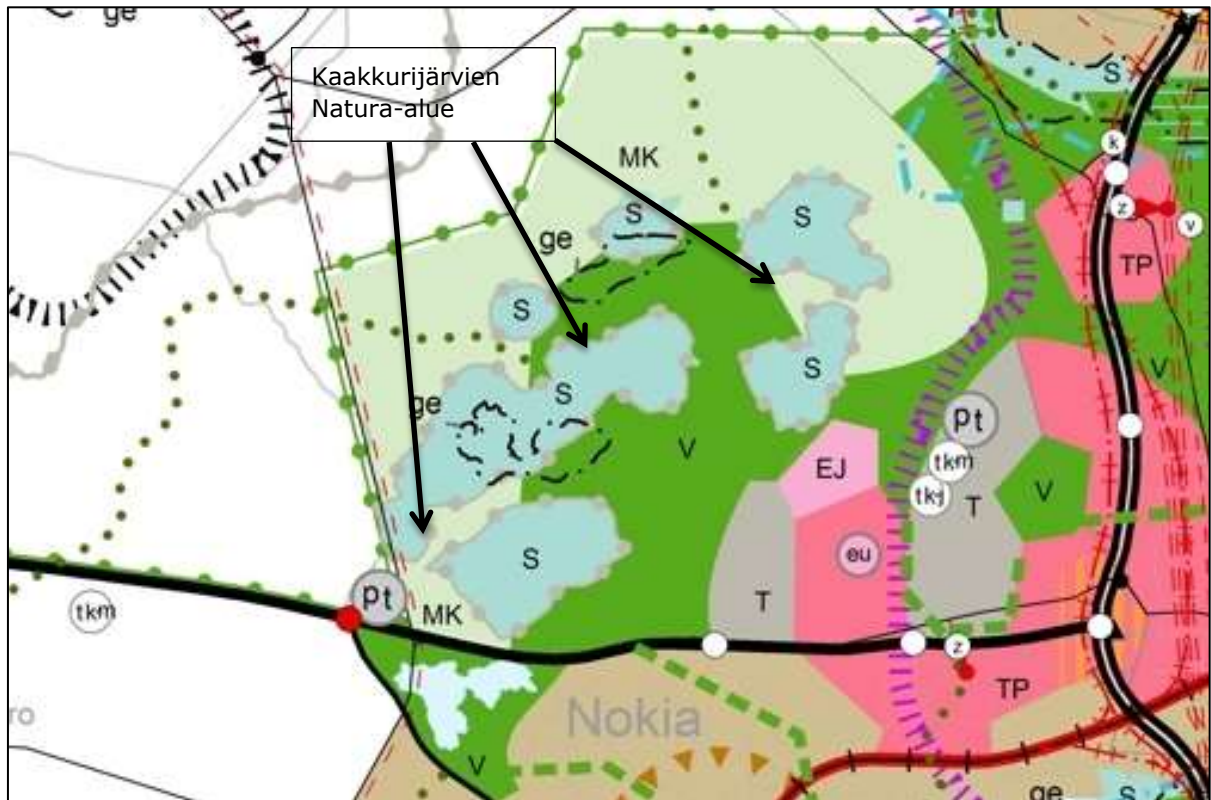 ge
Kaakkurijärvien
Natura-alue
S
MK
k
S
S
z
v
ge
TP
S
S
S
V
ge
pt
V
EJ
tkm
tkj
V
T
S
eu
pt
T
tkm
MK
z
TP
ro
Nokia
V
ge
S